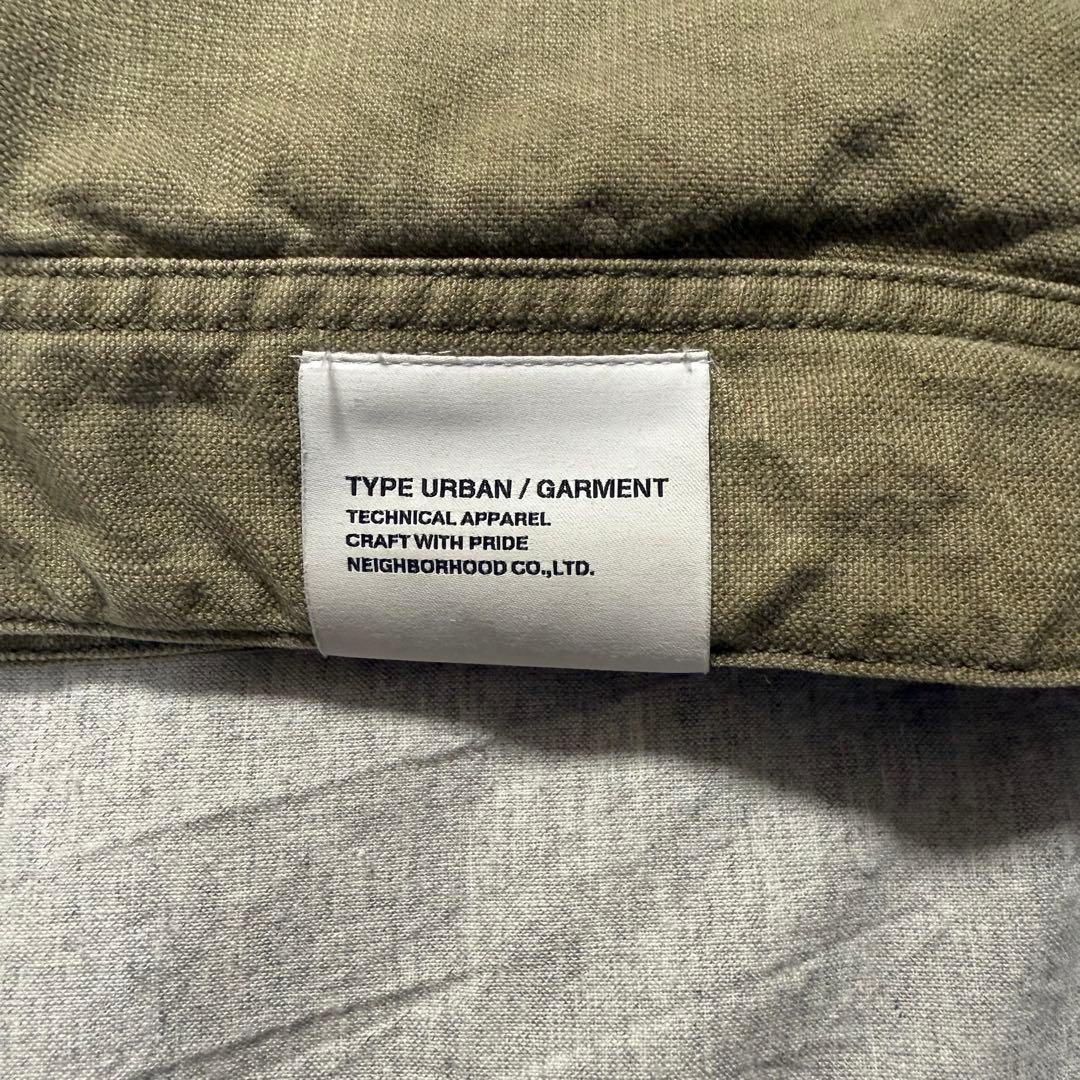 TYPE URBAN / GARMENT
TECHNICAL APPAREL
CRAFT WITH PRIDE
NEIGHBORHOOD CO.,LTD.